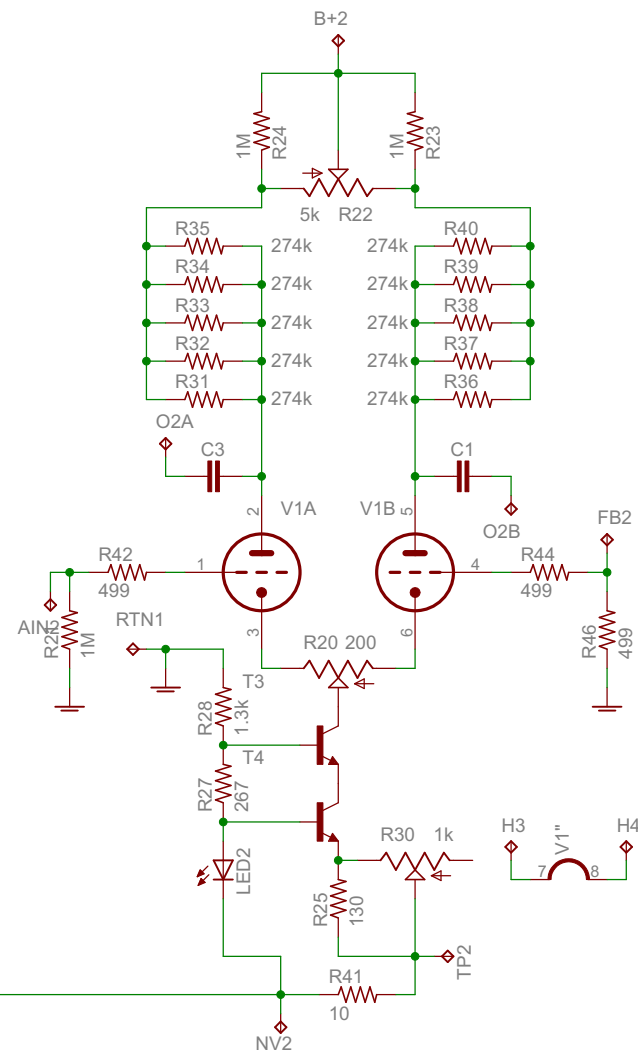 B+2
1M
R24
1M
R23
5k
R22
R35
274k
274k
R40
R34
274k
274k
R39
R33
274k
274k
R38
R32
274k
274k
R37
R31
274k
274k
R36
O2A
C3
C1
O2B
2
V1A
V1B
5
FB2
R42
499
1
4
R44
499
AIN2
1M
RTN1
3
6
R20 200
R46
499
T3
R28
1.3k
T4
R27
267
LED2
R30
1k
R25
130
H3
V1"
7
8
H4
TP2
R41
10
NV2